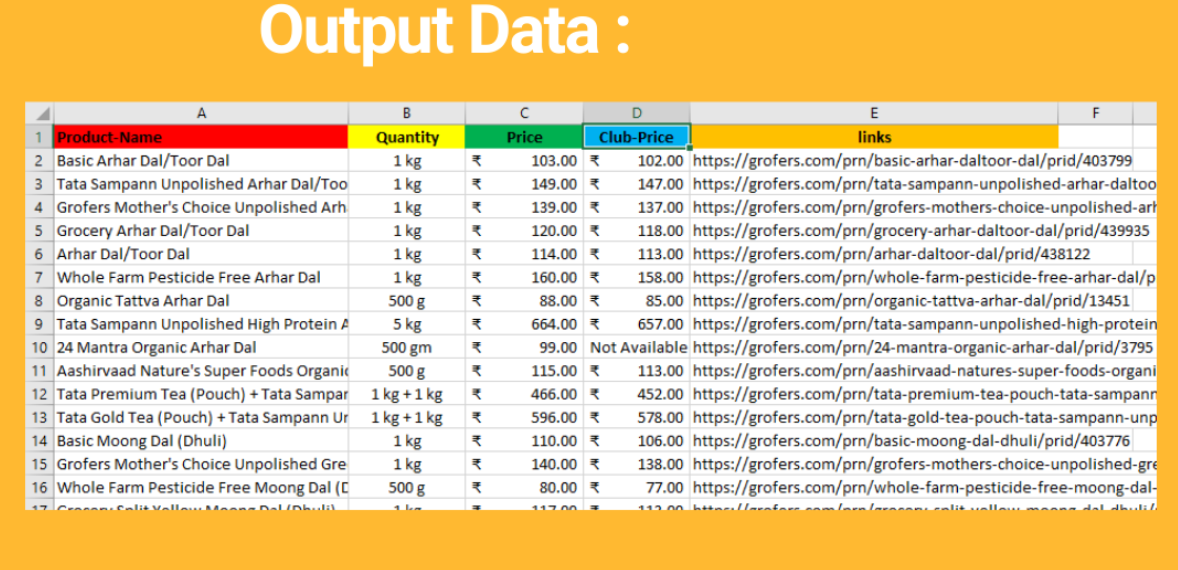 Output Data :
A B C D E F
1 Product-Name Quantity Price Club-Price links
2 Basic Arhar Dal/Toor Dal 1 kg ₹ 103.00 ₹ 102.00 https://grofers.com/prn/basic-arhar-daltoor-dal/prid/403799
3 Tata Sampann Unpolished Arhar Dal/Too 1 kg ₹ 149.00 ₹ 147.00 https://grofers.com/prn/tata-sampann-unpolished-arhar-daltoo
4 Grofers Mother's Choice Unpolished Arh 1 kg ₹ 139.00 ₹ 137.00 https://grofers.com/prn/grofers-mothers-choice-unpolished-arh
5 Grocery Arhar Dal/Toor Dal 1 kg ₹ 120.00 ₹ 118.00 https://grofers.com/prn/grocery-arhar-daltoor-dal/prid/439935
6 Arhar Dal/Toor Dal 1 kg ₹ 114.00 ₹ 113.00 https://grofers.com/prn/arhar-daltoor-dal/prid/438122
7 Whole Farm Pesticide Free Arhar Dal 1 kg ₹ 160.00 ₹ 158.00 https://grofers.com/prn/whole-farm-pesticide-free-arhar-dal/p
8 Organic Tattva Arhar Dal 500 g ₹ 88.00 ₹ 85.00 https://grofers.com/prn/organic-tattva-arhar-dal/prid/13451
9 Tata Sampann Unpolished High Protein A 5 kg ₹ 664.00 ₹ 657.00 https://grofers.com/prn/tata-sampann-unpolished-high-protein
10 24 Mantra Organic Arhar Dal 500 gm ₹ 99.00 Not Available https://grofers.com/prn/24-mantra-organic-arhar-dal/prid/3795
11 Aashirvaad Nature's Super Foods Organic 500 g ₹ 115.00 ₹ 113.00 https://grofers.com/prn/aashirvaad-natures-super-foods-organi
12 Tata Premium Tea (Pouch) + Tata Sampar 1 kg + 1 kg ₹ 466.00 ₹ 452.00 https://grofers.com/prn/tata-premium-tea-pouch-tata-sampann
13 Tata Gold Tea (Pouch) + Tata Sampann Ur 1 kg + 1 kg ₹ 596.00 ₹ 578.00 https://grofers.com/prn/tata-gold-tea-pouch-tata-sampann-unp
14 Basic Moong Dal (Dhuli) 1 kg ₹ 110.00 ₹ 106.00 https://grofers.com/prn/basic-moong-dal-dhuli/prid/403776
15 Grofers Mother's Choice Unpolished Gre 1 kg ₹ 140.00 ₹ 138.00 https://grofers.com/prn/grofers-mothers-choice-unpolished-gre
16 Whole Farm Pesticide Free Moong Dal (D 500 g ₹ 80.00 ₹ 77.00 https://grofers.com/prn/whole-farm-pesticide-free-moong-dal-
17 Grocery Split Yellow Moong Dal (Dhuli) 1 kg ₹ 117.00 ₹